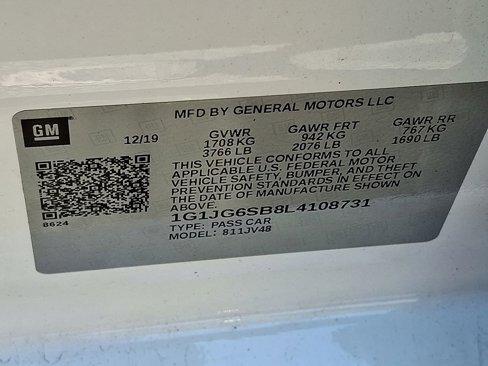 MFD BY GENERAL MOTORS LLC
GM
12/19
GVWR GAWR FRT GAWR RR
1708 KG 942 KG 767 KG
3766 LB 2076 LB 1690 LB
THIS VEHICLE CONFORMS TO ALL
APPLICABLE U.S. FEDERAL MOTOR
VEHICLE SAFETY, BUMPER, AND THEFT
PREVENTION STANDARDS IN EFFECT ON
THE DATE OF MANUFACTURE SHOWN
ABOVE.
1G1JG6SB8L4108731
8624
TYPE: PASS CAR
MODEL: 811JV48